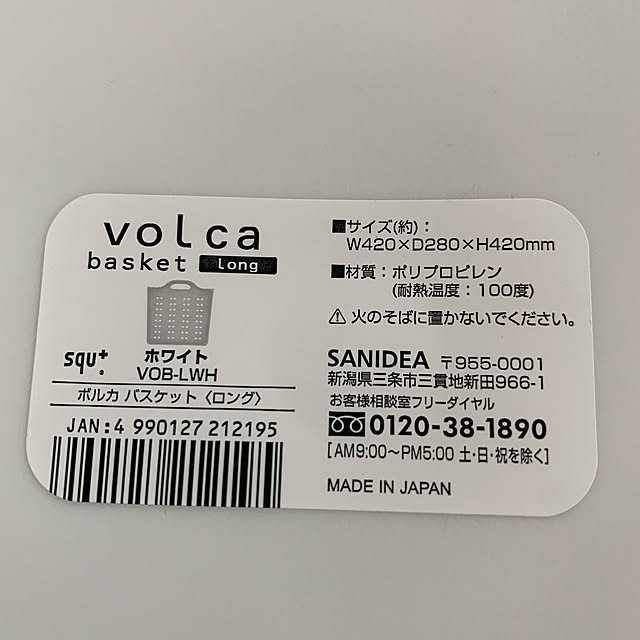 volca
basket Long
squ+
ホワイト
VOB-LWH
ボルカ バスケット〈ロング〉
JAN:4 990127 212195
■サイズ(約)：
W420×D280×H420mm
■材質：ポリプロピレン
(耐熱温度：100度)
⚠ 火のそばに置かないでください。
SANIDEA 〒955-0001
新潟県三条市三貫地新田966-1
お客様相談室フリーダイヤル
0120-38-1890
[AM9:00〜PM5:00 土・日・祝を除く]
MADE IN JAPAN